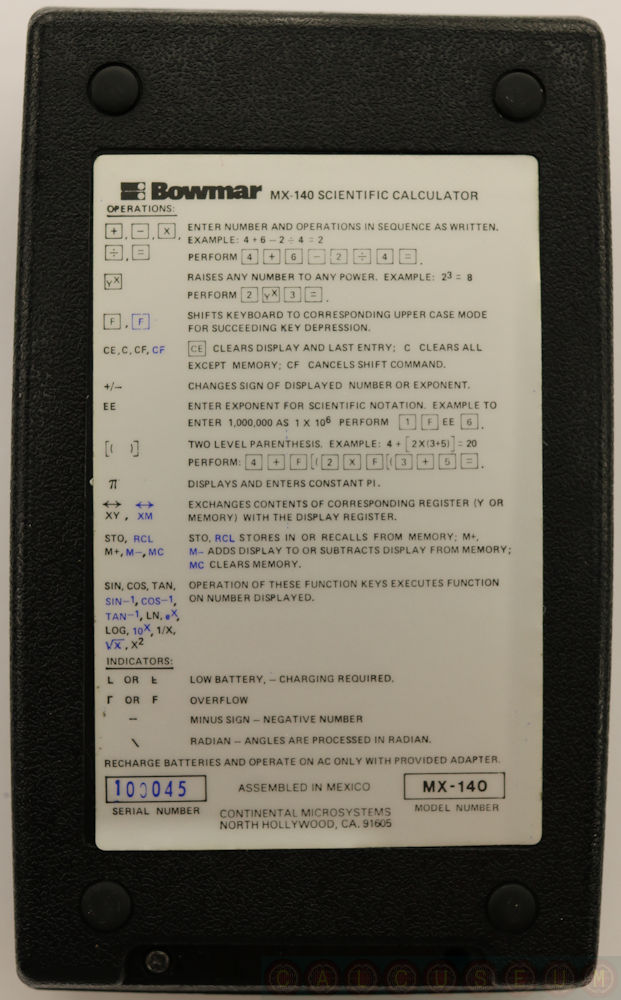 Bowmar MX-140 SCIENTIFIC CALCULATOR
OPERATIONS:
+ , − , X , ENTER NUMBER AND OPERATIONS IN SEQUENCE AS WRITTEN.
÷ , = EXAMPLE: 4 + 6 − 2 ÷ 4 = 2
PERFORM 4 + 6 − 2 ÷ 4 = .
Yˣ RAISES ANY NUMBER TO ANY POWER. EXAMPLE: 2³ = 8
PERFORM 2 Yˣ 3 = .
F , F SHIFTS KEYBOARD TO CORRESPONDING UPPER CASE MODE
FOR SUCCEEDING KEY DEPRESSION.
CE, C, CF, CF CE CLEARS DISPLAY AND LAST ENTRY; C CLEARS ALL
EXCEPT MEMORY; CF CANCELS SHIFT COMMAND.
+/− CHANGES SIGN OF DISPLAYED NUMBER OR EXPONENT.
EE ENTER EXPONENT FOR SCIENTIFIC NOTATION. EXAMPLE TO
ENTER 1,000,000 AS 1 X 10⁶ PERFORM 1 F EE 6 .
[( )] TWO LEVEL PARENTHESIS. EXAMPLE: 4 + [2X(3+5)] = 20
PERFORM: 4 + F [( 2 X F [( 3 + 5 = .
π DISPLAYS AND ENTERS CONSTANT PI.
↔ ↔ EXCHANGES CONTENTS OF CORRESPONDING REGISTER (Y OR
XY , XM MEMORY) WITH THE DISPLAY REGISTER.
STO, RCL STO, RCL STORES IN OR RECALLS FROM MEMORY; M+,
M+, M−, MC M− ADDS DISPLAY TO OR SUBTRACTS DISPLAY FROM MEMORY;
MC CLEARS MEMORY.
SIN, COS, TAN, OPERATION OF THESE FUNCTION KEYS EXECUTES FUNCTION
SIN−1, COS−1, ON NUMBER DISPLAYED.
TAN−1, LN, eˣ,
LOG, 10ˣ, 1/X,
√X , X²
INDICATORS:
L OR Ł LOW BATTERY, − CHARGING REQUIRED.
Γ OR F OVERFLOW
− MINUS SIGN − NEGATIVE NUMBER
\ RADIAN − ANGLES ARE PROCESSED IN RADIAN.
RECHARGE BATTERIES AND OPERATE ON AC ONLY WITH PROVIDED ADAPTER.
100045 ASSEMBLED IN MEXICO MX-140
SERIAL NUMBER MODEL NUMBER
CONTINENTAL MICROSYSTEMS
NORTH HOLLYWOOD, CA. 91605
CALCUSEUM